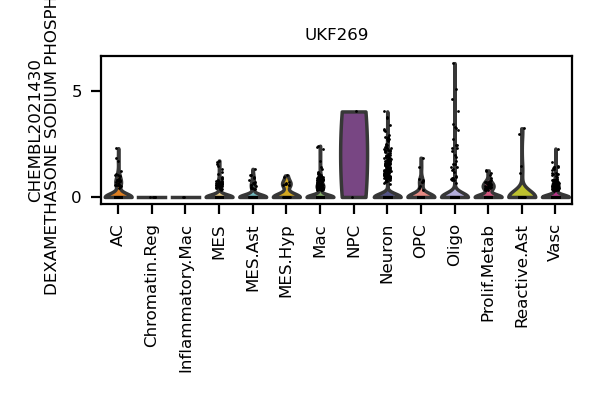 UKF269
CHEMBL2021430
DEXAMETHASONE SODIUM PHOSPH
5
0
AC
Chromatin.Reg
Inflammatory.Mac
MES
MES.Ast
MES.Hyp
Mac
NPC
Neuron
OPC
Oligo
Prolif.Metab
Reactive.Ast
Vasc